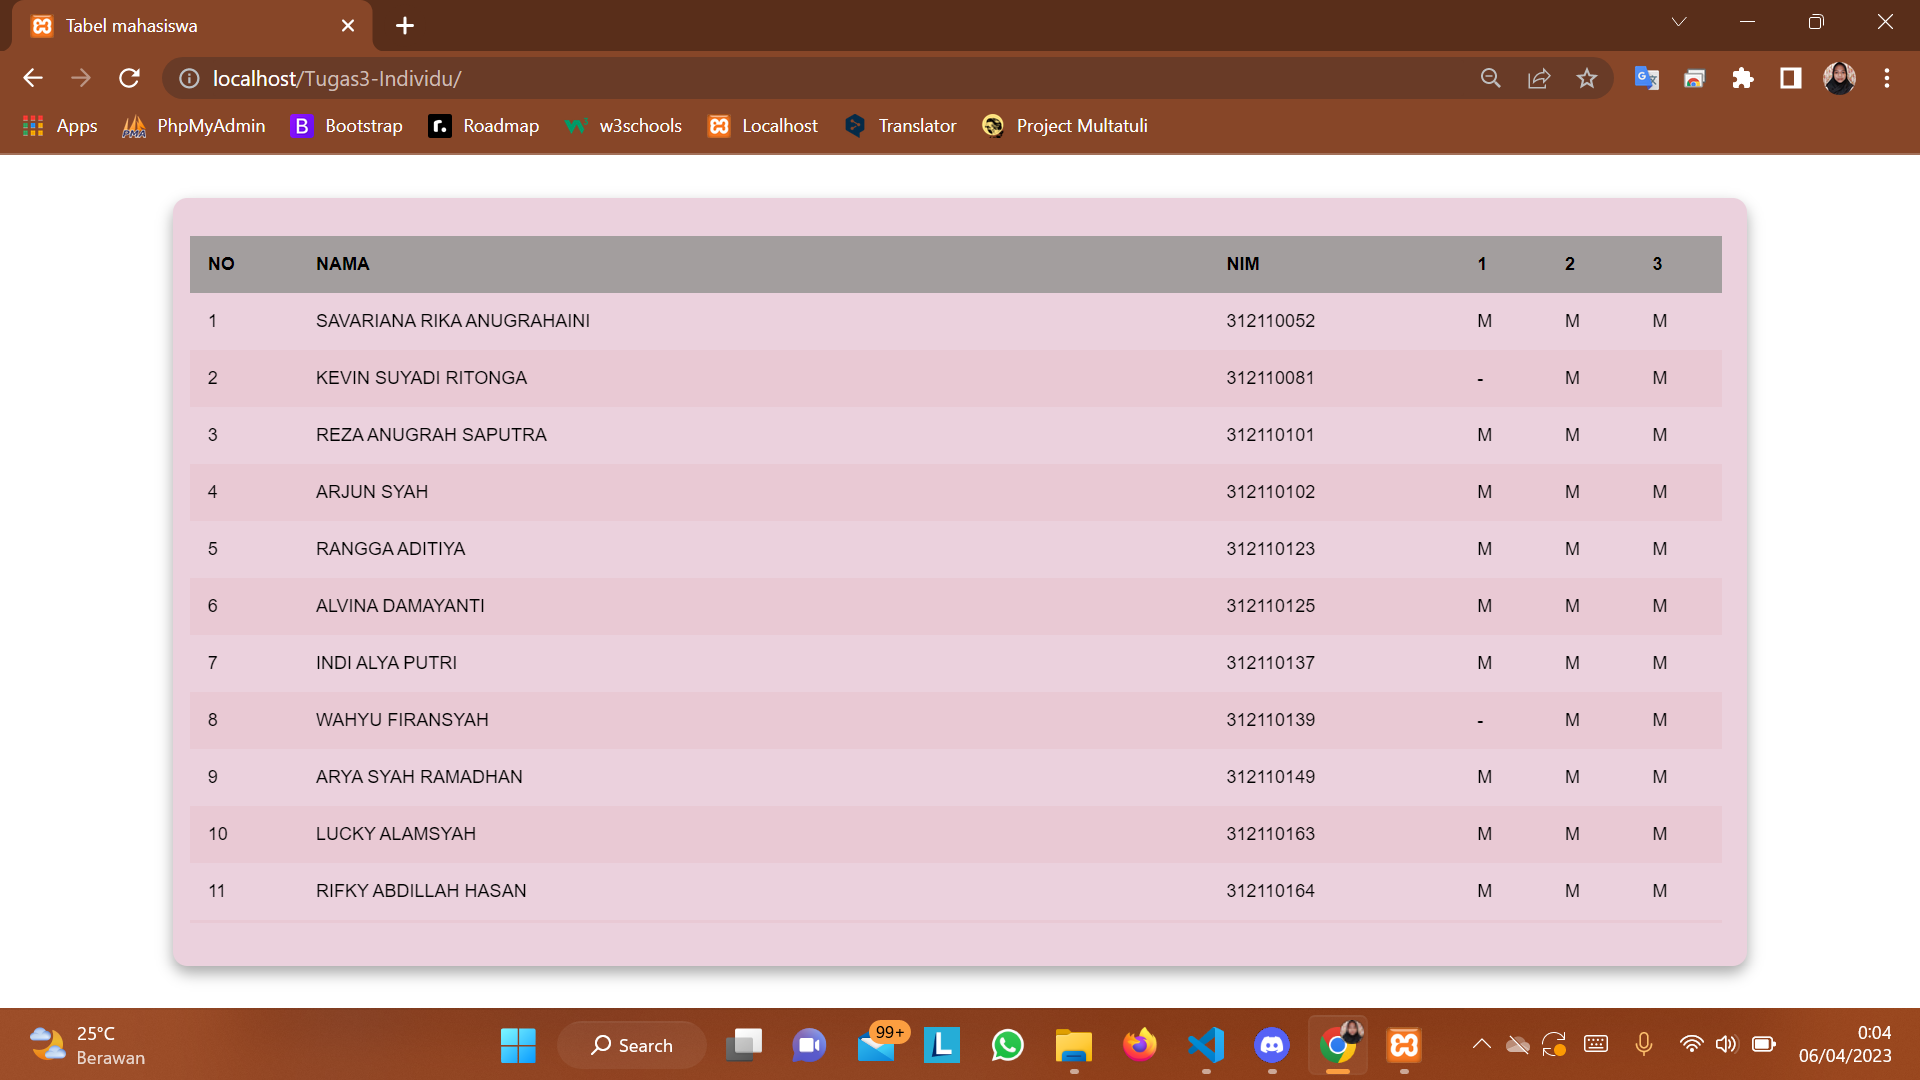 Tabel mahasiswa
localhost/Tugas3-Individu/
Apps PhpMyAdmin Bootstrap Roadmap w3schools Localhost Translator Project Multatuli
NO NAMA NIM 1 2 3
1 SAVARIANA RIKA ANUGRAHAINI 312110052 M M M
2 KEVIN SUYADI RITONGA 312110081 - M M
3 REZA ANUGRAH SAPUTRA 312110101 M M M
4 ARJUN SYAH 312110102 M M M
5 RANGGA ADITIYA 312110123 M M M
6 ALVINA DAMAYANTI 312110125 M M M
7 INDI ALYA PUTRI 312110137 M M M
8 WAHYU FIRANSYAH 312110139 - M M
9 ARYA SYAH RAMADHAN 312110149 M M M
10 LUCKY ALAMSYAH 312110163 M M M
11 RIFKY ABDILLAH HASAN 312110164 M M M
25°C
Berawan
Search
99+
0:04
06/04/2023